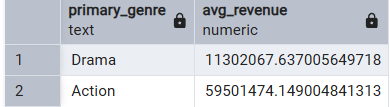 primary_genre avg_revenue
text numeric
1 Drama 11302067.637005649718
2 Action 59501474.149004841313